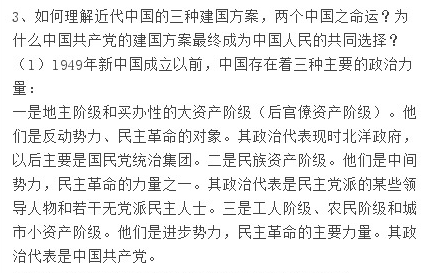 3、如何理解近代中国的三种建国方案，两个中国之命运？为
什么中国共产党的建国方案最终成为中国人民的共同选择？
（1）1949年新中国成立以前，中国存在着三种主要的政治力
量：
一是地主阶级和买办性的大资产阶级（后官僚资产阶级）。他
们是反动势力、民主革命的对象。其政治代表现时北洋政府，
以后主要是国民党统治集团。二是民族资产阶级。他们是中间
势力，民主革命的力量之一。其政治代表是民主党派的某些领
导人物和若干无党派民主人士。三是工人阶级、农民阶级和城
市小资产阶级。他们是进步势力，民主革命的主要力量。其政
治代表是中国共产党。